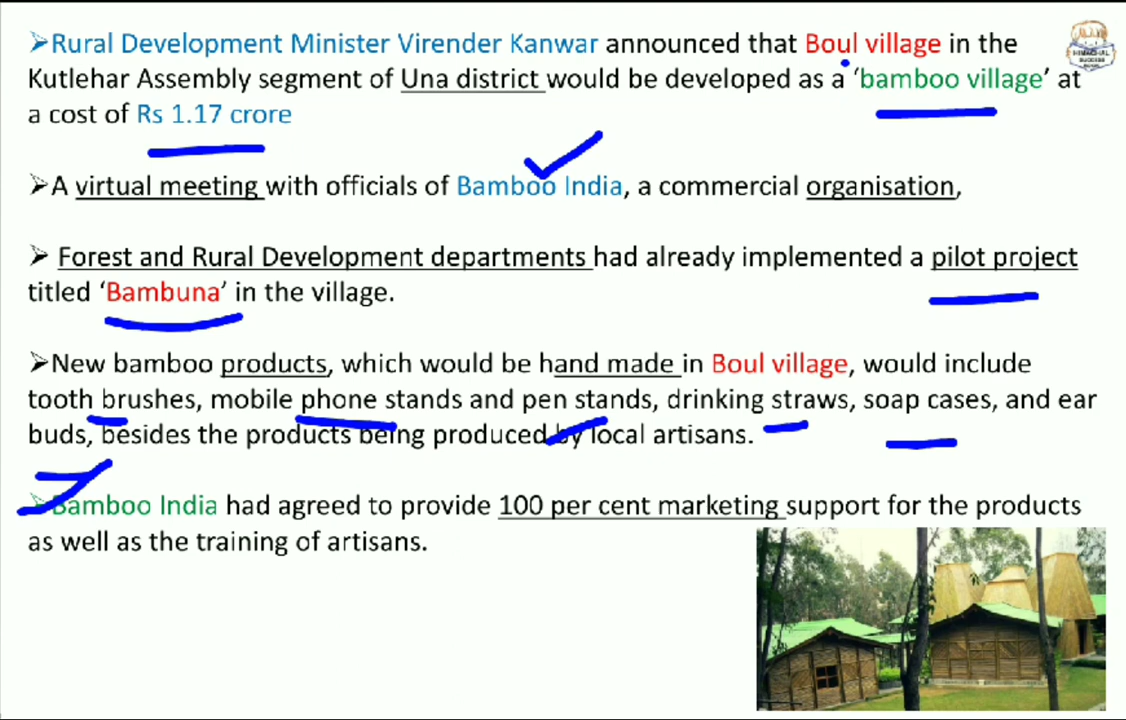 ➢Rural Development Minister Virender Kanwar announced that Boul village in the
Kutlehar Assembly segment of Una district would be developed as a ‘bamboo village’ at
a cost of Rs 1.17 crore
➢A virtual meeting with officials of Bamboo India, a commercial organisation,
➢ Forest and Rural Development departments had already implemented a pilot project
titled ‘Bambuna’ in the village.
➢New bamboo products, which would be hand made in Boul village, would include
tooth brushes, mobile phone stands and pen stands, drinking straws, soap cases, and ear
buds, besides the products being produced by local artisans.
➢Bamboo India had agreed to provide 100 per cent marketing support for the products
as well as the training of artisans.
HIMACHAL
SUCCESS